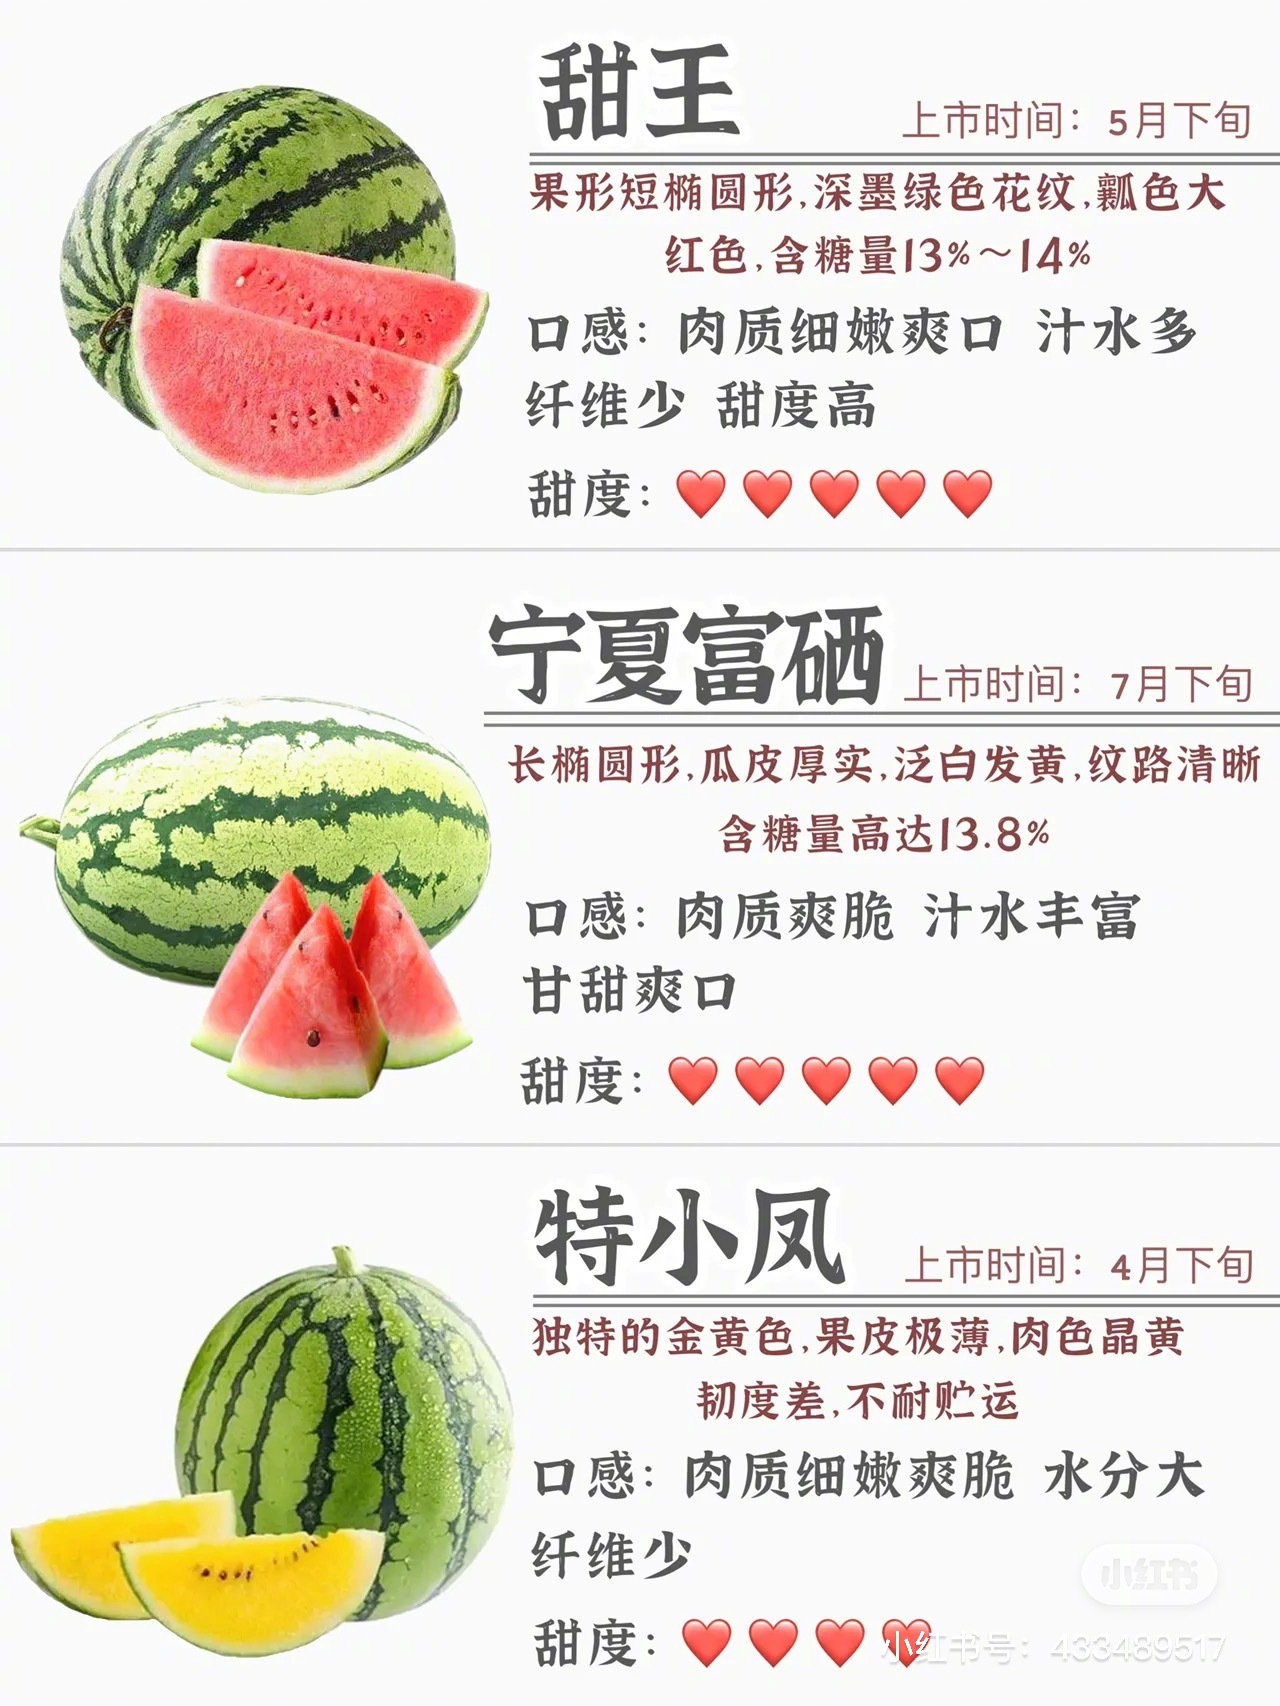 甜王
上市时间：5月下旬
果形短椭圆形,深墨绿色花纹,瓤色大
红色,含糖量13%~14%
口感：肉质细嫩爽口 汁水多
纤维少 甜度高
甜度：❤️❤️❤️❤️❤️
宁夏富硒
上市时间：7月下旬
长椭圆形,瓜皮厚实,泛白发黄,纹路清晰
含糖量高达13.8%
口感：肉质爽脆 汁水丰富
甘甜爽口
甜度：❤️❤️❤️❤️❤️
特小凤
上市时间：4月下旬
独特的金黄色,果皮极薄,肉色晶黄
韧度差,不耐贮运
口感：肉质细嫩爽脆 水分大
纤维少
小红书
甜度：❤️❤️❤️❤️
小红书号：433489517